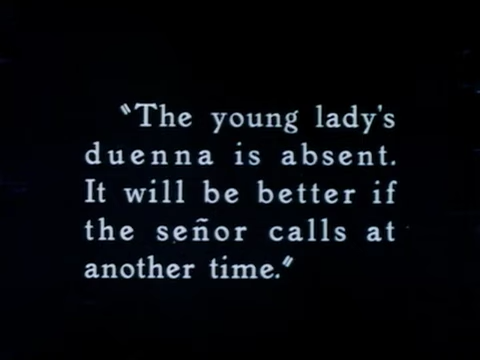 "The young lady's
duenna is absent.
It will be better if
the señor calls at
another time."